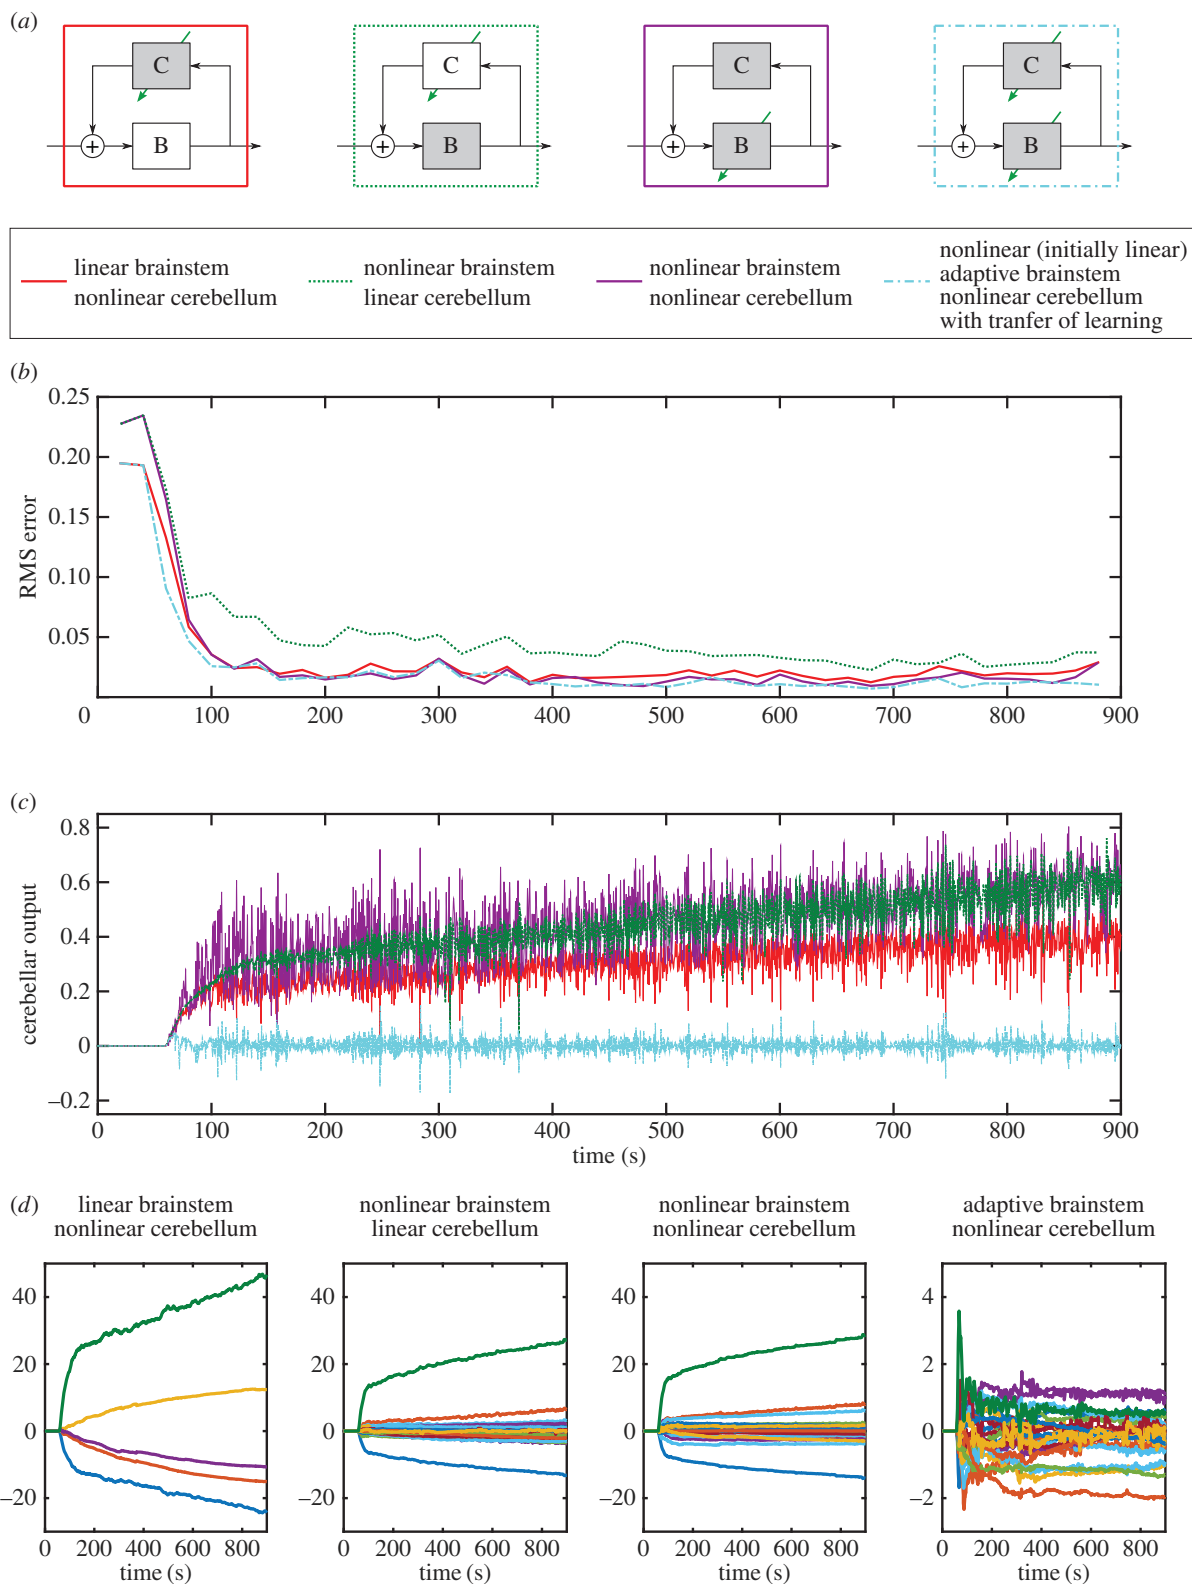 (a)
C
B
+
C
B
+
C
B
+
C
B
+
linear brainstem
nonlinear cerebellum
nonlinear brainstem
linear cerebellum
nonlinear brainstem
nonlinear cerebellum
nonlinear (initially linear)
adaptive brainstem
nonlinear cerebellum
with tranfer of learning
(b)
RMS error
0.25
0.20
0.15
0.10
0.05
0 100 200 300 400 500 600 700 800 900
(c)
cerebellar output
0.8
0.6
0.4
0.2
0
–0.2
0 100 200 300 400 500 600 700 800 900
time (s)
(d)
linear brainstem
nonlinear cerebellum
nonlinear brainstem
linear cerebellum
nonlinear brainstem
nonlinear cerebellum
adaptive brainstem
nonlinear cerebellum
40
20
0
–20
0 200 400 600 800
time (s)
40
20
0
–20
0 200 400 600 800
time (s)
40
20
0
–20
0 200 400 600 800
time (s)
4
2
0
–2
0 200 400 600 800
time (s)